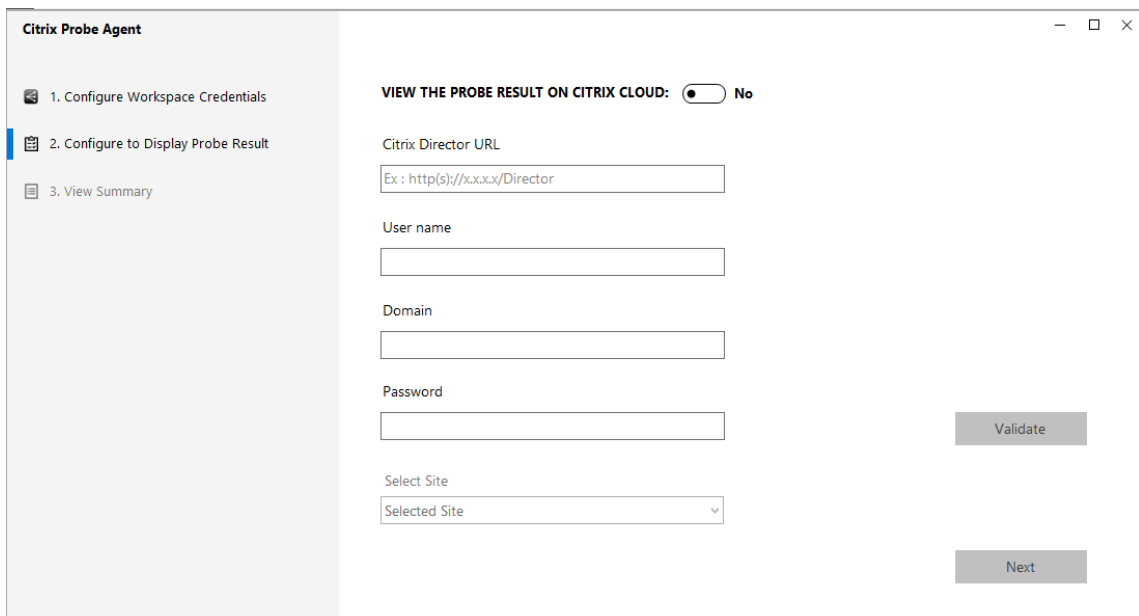 Citrix Probe Agent
1. Configure Workspace Credentials
2. Configure to Display Probe Result
3. View Summary
VIEW THE PROBE RESULT ON CITRIX CLOUD: No
Citrix Director URL
Ex : http(s)://x.x.x.x/Director
User name
Domain
Password
Validate
Select Site
Selected Site
Next